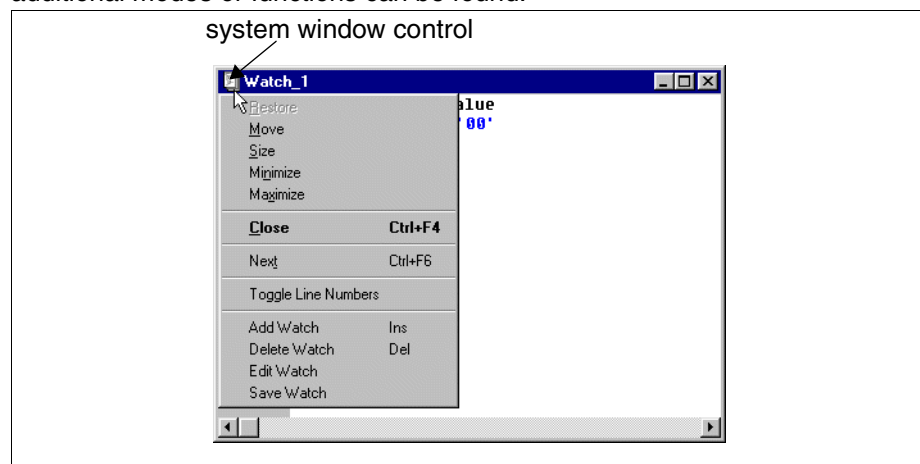 additional modes or functions can be found.
system window control
Watch_1
alue
Restore
'00'
Move
Size
Minimize
Maximize
Close Ctrl+F4
Next Ctrl+F6
Toggle Line Numbers
Add Watch Ins
Delete Watch Del
Edit Watch
Save Watch